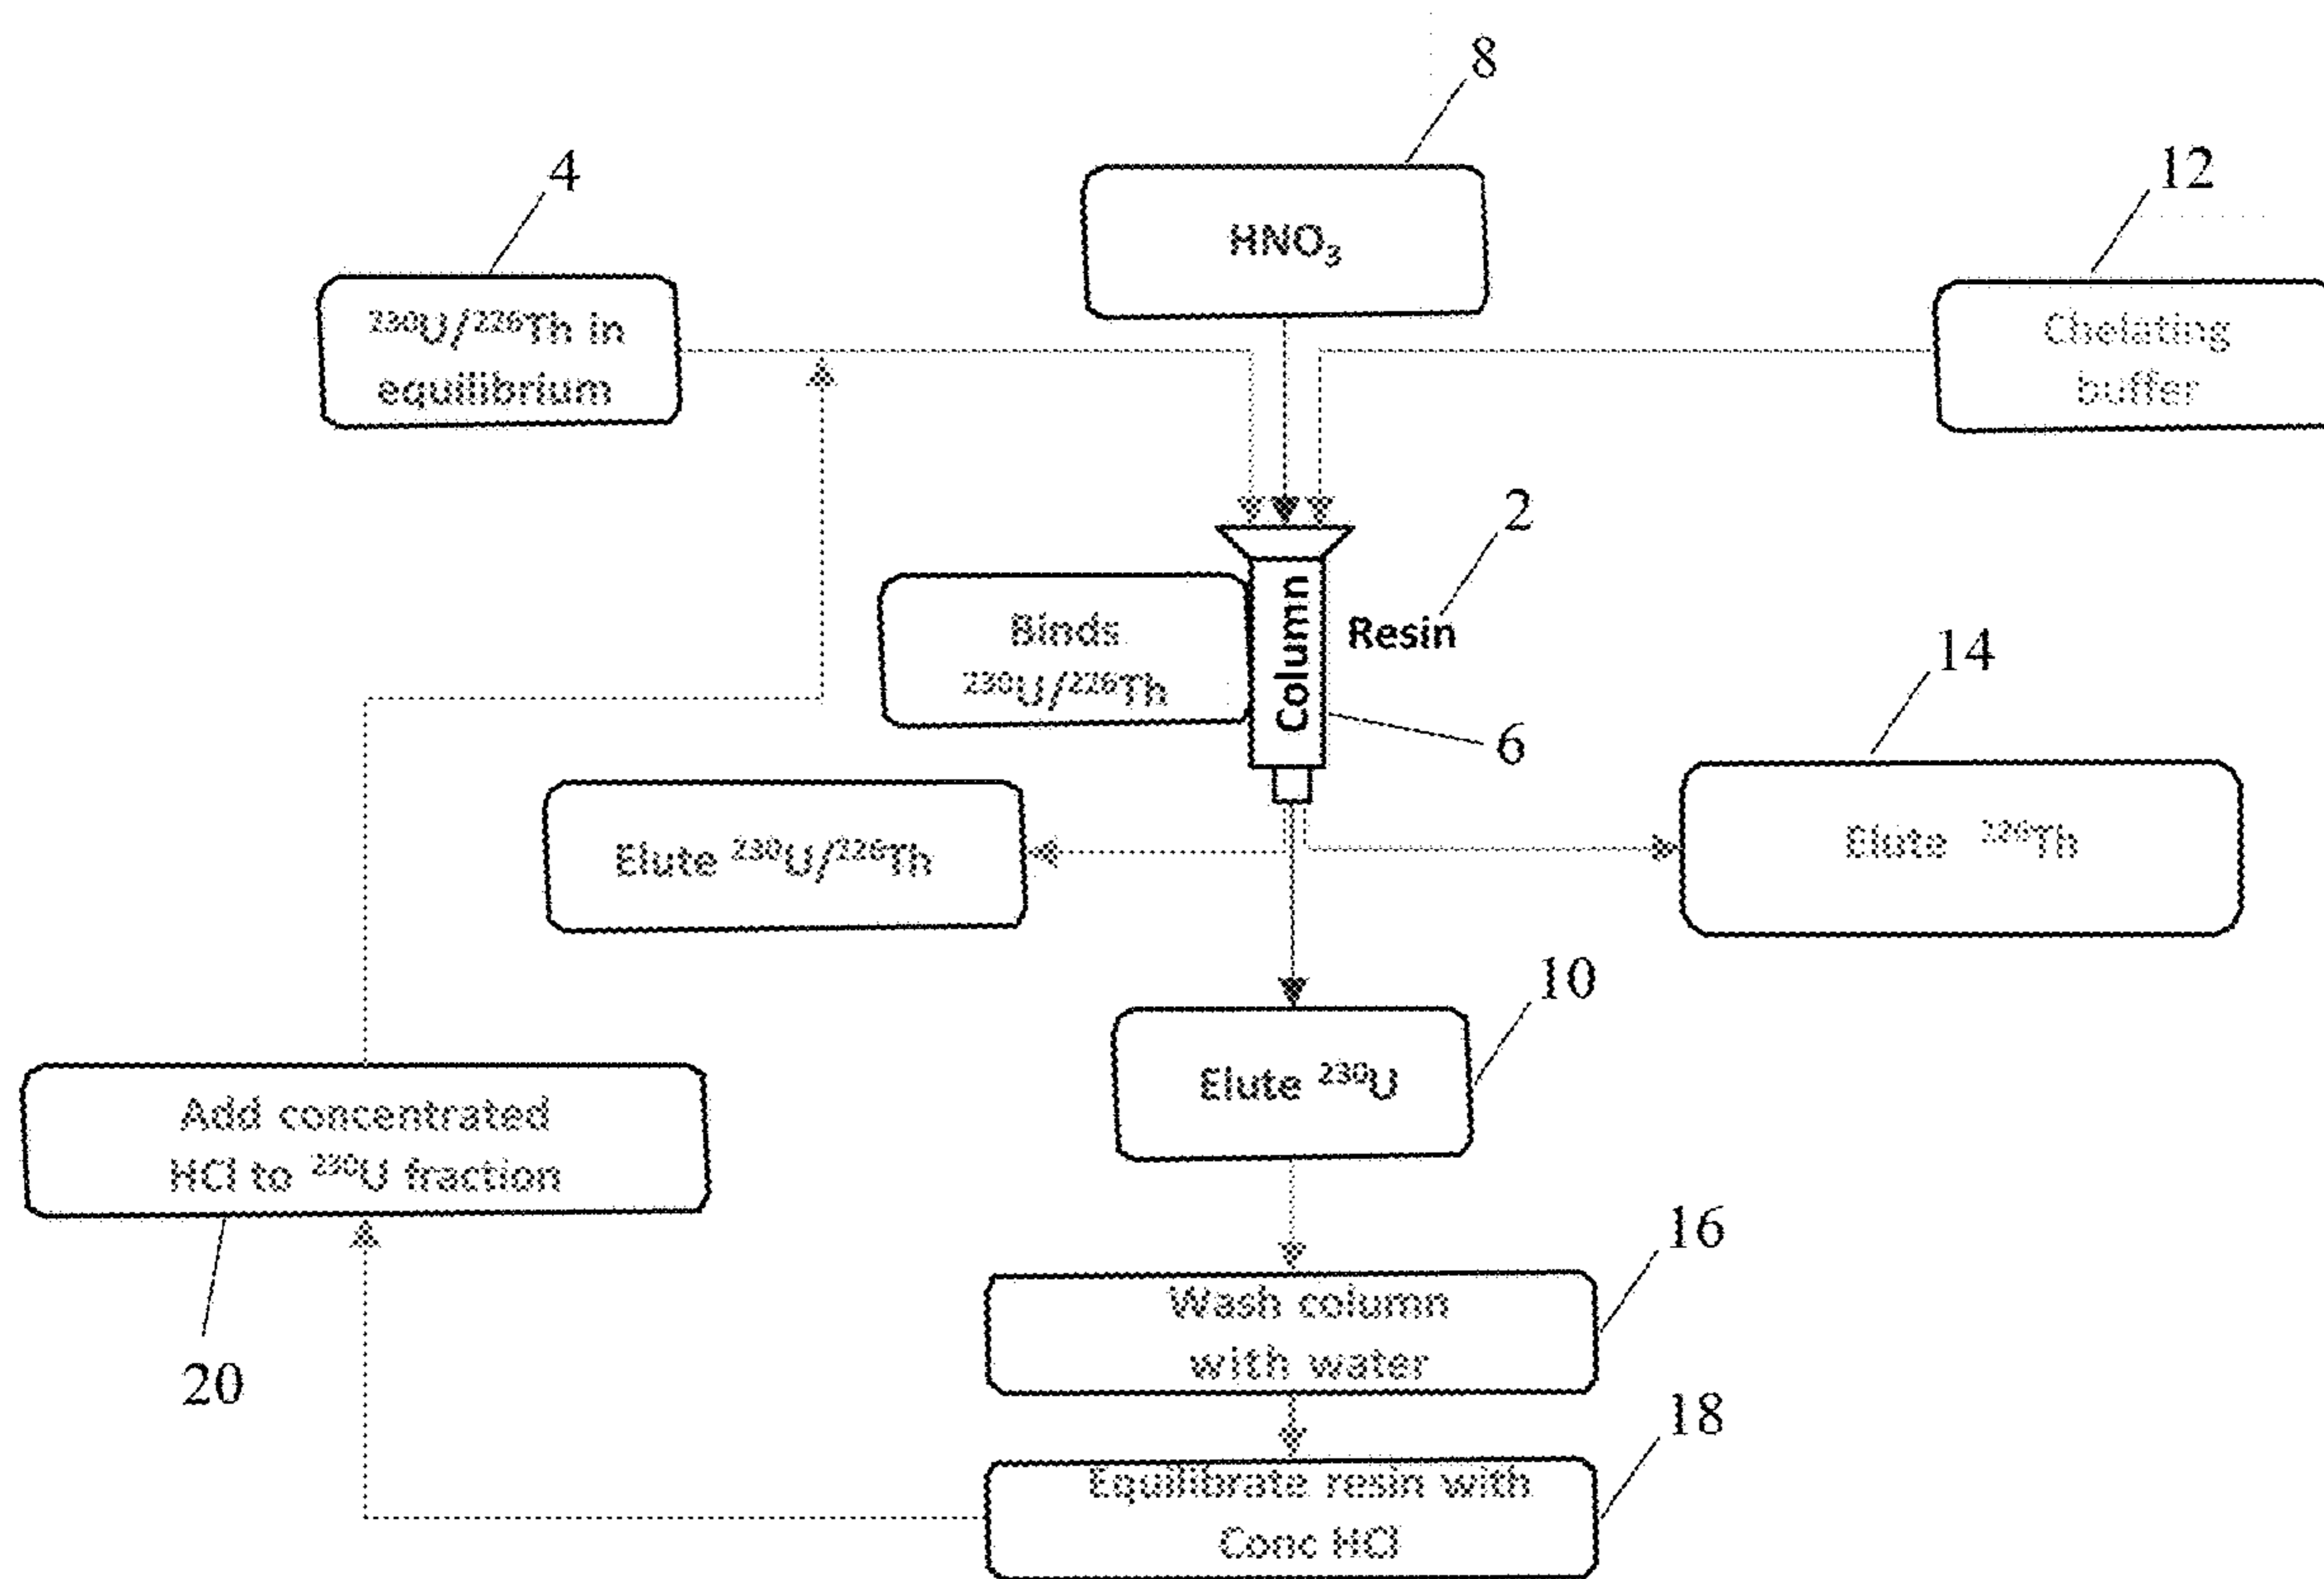 8
4
12
HNO₃
²³⁰U/²²⁶Th in
equilibrium
Chelating
buffer
2
Column
Resin
Binds
²³⁰U/²²⁶Th
14
6
Elute ²³⁰U/²²⁶Th
Elute ²²⁶Th
10
Elute ²³⁰U
Add concentrated
HCl to ²³⁰U fraction
16
Wash column
with water
20
18
Equilibrate resin with
Conc HCl